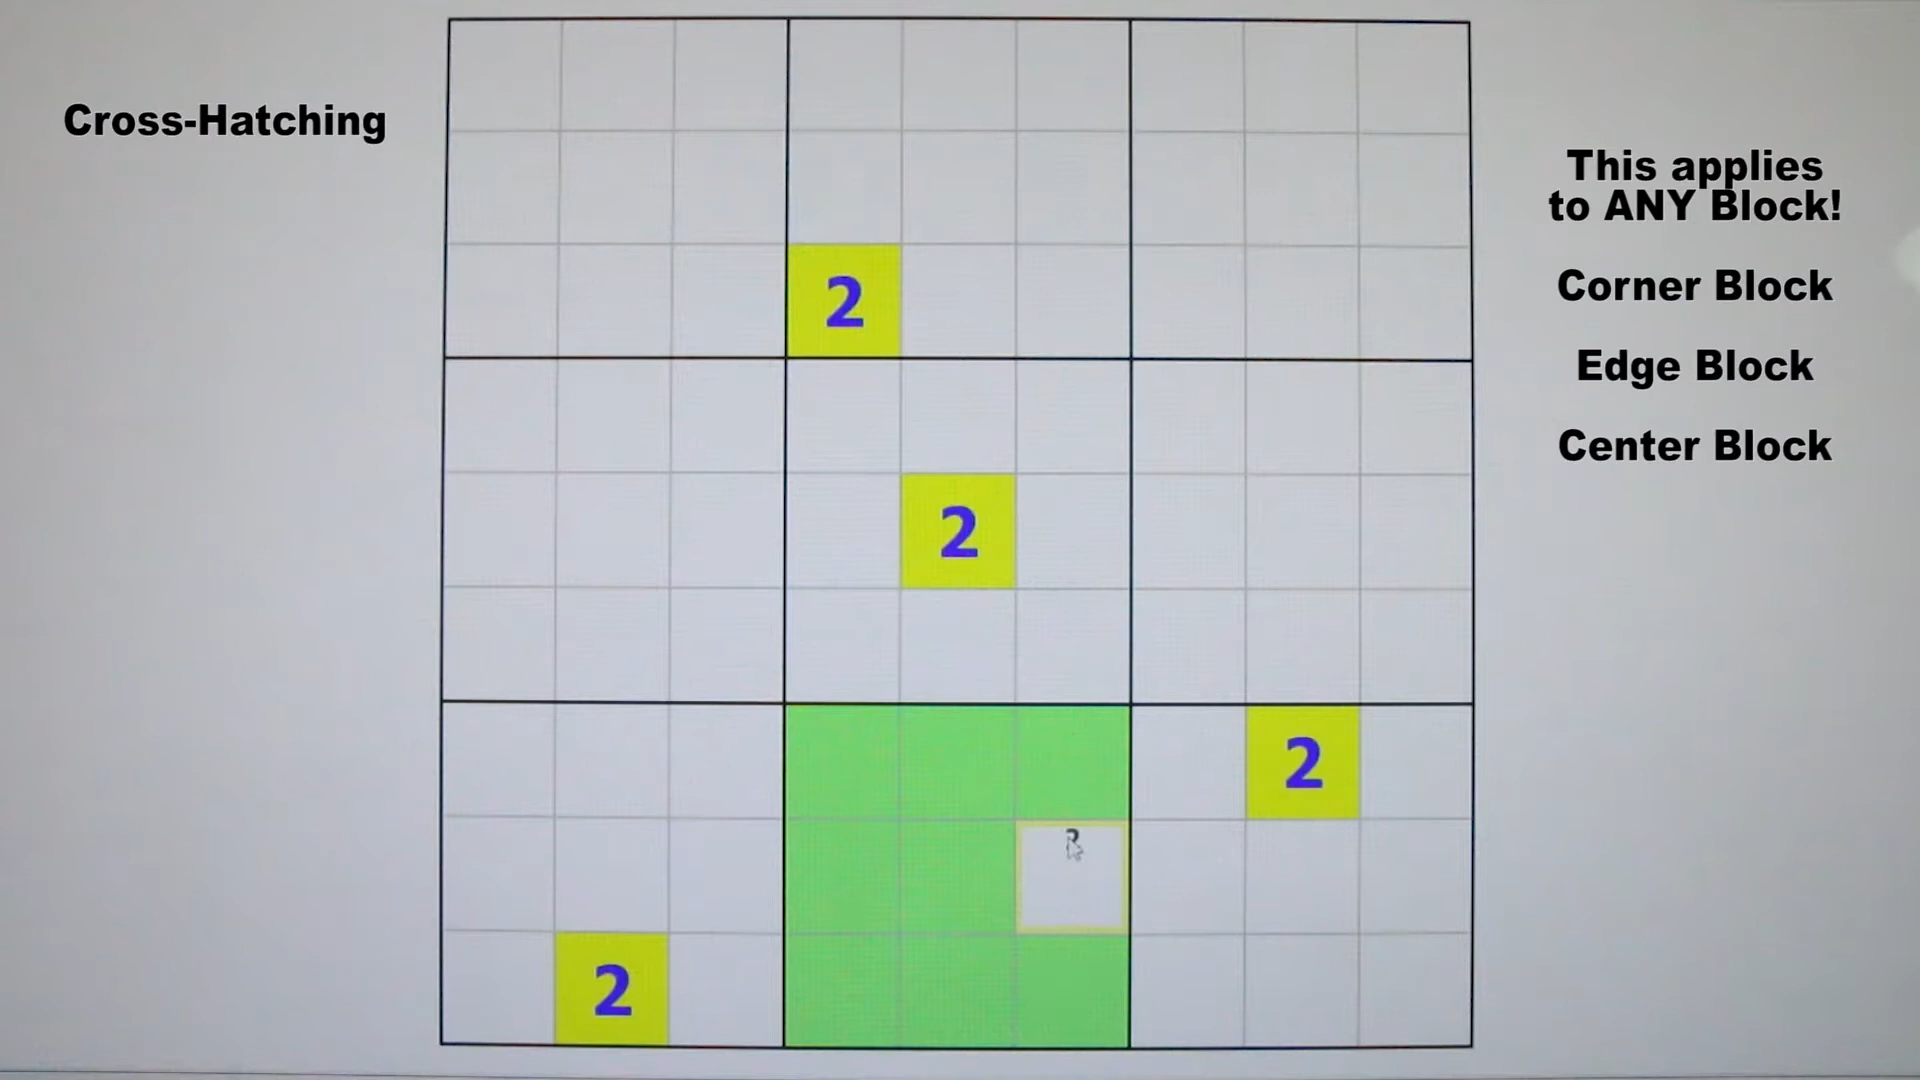 Cross-Hatching
This applies
to ANY Block!
Corner Block
Edge Block
Center Block
2
2
2
2